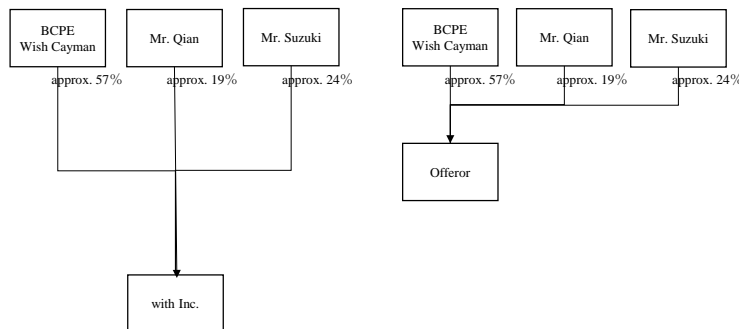 BCPE
Wish Cayman
Mr. Qian
Mr. Suzuki
approx. 57%
approx. 19%
approx. 24%
with Inc.
BCPE
Wish Cayman
Mr. Qian
Mr. Suzuki
approx. 57%
approx. 19%
approx. 24%
Offeror